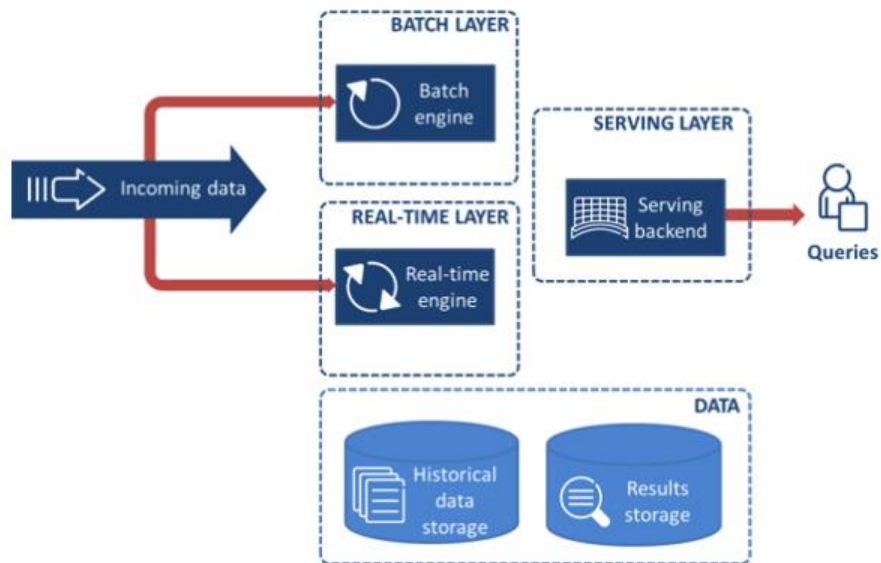 BATCH LAYER
Batch
engine
Incoming data
REAL-TIME LAYER
Real-time
engine
SERVING LAYER
Serving
backend
Queries
DATA
Historical
data
storage
Results
storage